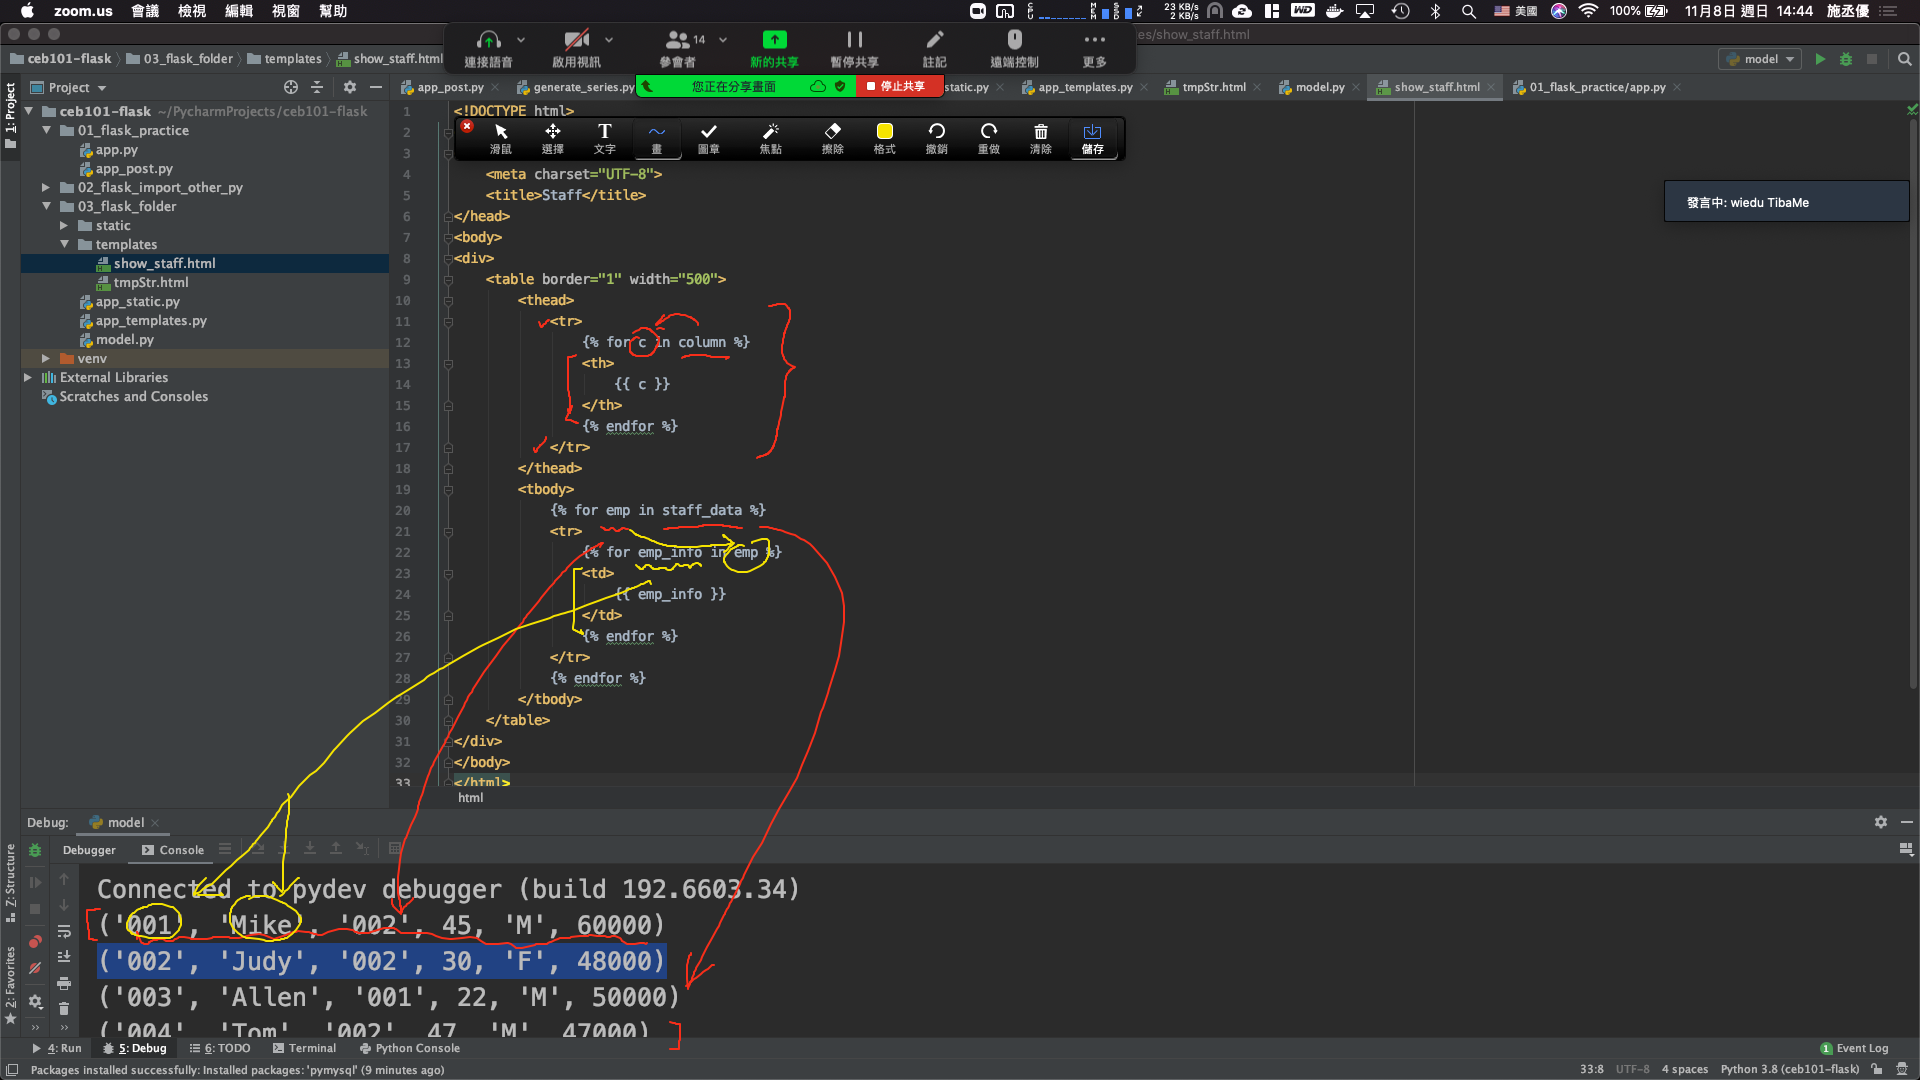 zoom.us 會議 檢視 編輯 視窗 幫助 23 KB/s 2 KB/s WD 美國 100% 11月8日 週日 14:44 施丞優
es/show_staff.html
連接語音 啟用視訊 14 參會者 新的共享 暫停共享 註記 遠端控制 更多
ceb101-flask 03_flask_folder templates show_staff.html model
您正在分享畫面 停止共享
Project app_post.py generate_series.py static.py app_templates.py tmpStr.html model.py show_staff.html 01_flask_practice/app.py
滑鼠 選擇 文字 畫 圖章 焦點 擦除 格式 撤銷 重做 清除 儲存
發言中: wiedu TibaMe
1: Project
ceb101-flask ~/PycharmProjects/ceb101-flask
01_flask_practice
app.py
app_post.py
02_flask_import_other_py
03_flask_folder
static
templates
show_staff.html
tmpStr.html
app_static.py
app_templates.py
model.py
venv
External Libraries
Scratches and Consoles
1 <!DOCTYPE html>
2
3
4 <meta charset="UTF-8">
5 <title>Staff</title>
6 </head>
7 <body>
8 <div>
9 <table border="1" width="500">
10 <thead>
11 <tr>
12 {% for c in column %}
13 <th>
14 {{ c }}
15 </th>
16 {% endfor %}
17 </tr>
18 </thead>
19 <tbody>
20 {% for emp in staff_data %}
21 <tr>
22 {% for emp_info in emp %}
23 <td>
24 {{ emp_info }}
25 </td>
26 {% endfor %}
27 </tr>
28 {% endfor %}
29 </tbody>
30 </table>
31 </div>
32 </body>
33 </html>
html
Debug: model
Debugger Console
Connected to pydev debugger (build 192.6603.34)
('001', 'Mike', '002', 45, 'M', 60000)
('002', 'Judy', '002', 30, 'F', 48000)
('003', 'Allen', '001', 22, 'M', 50000)
('004', 'Tom', '002', 47, 'M', 47000)
Z: Structure
2: Favorites
4: Run 5: Debug 6: TODO Terminal Python Console 1 Event Log
Packages installed successfully: Installed packages: 'pymysql' (9 minutes ago) 33:8 UTF-8 4 spaces Python 3.8 (ceb101-flask)